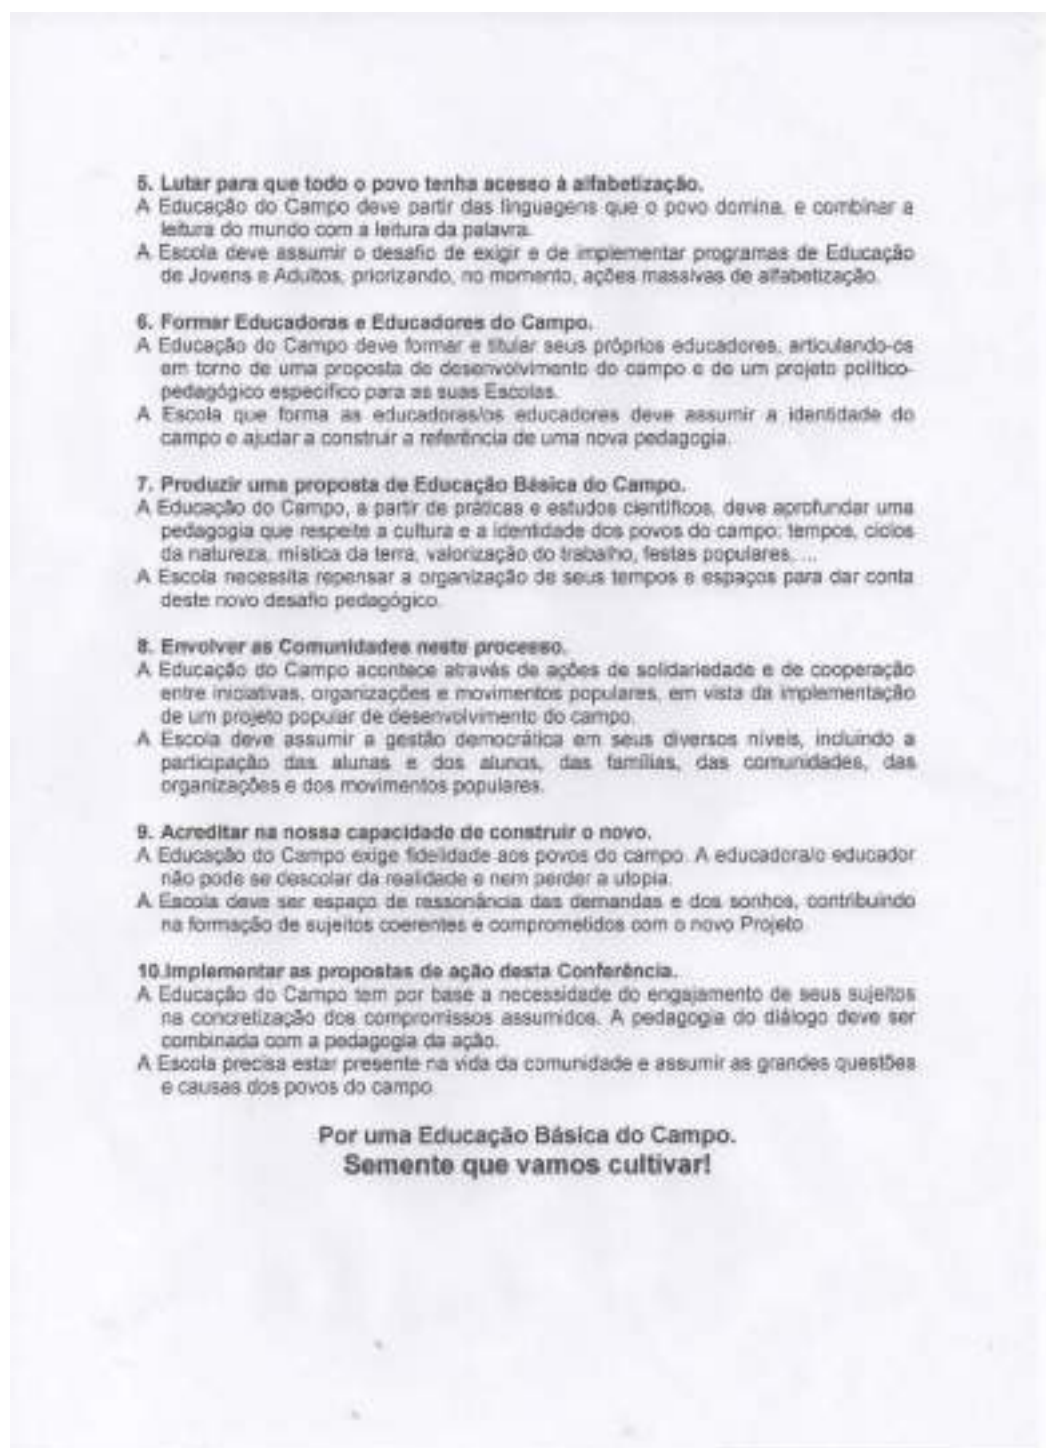 5. Lutar para que todo o povo tenha acesso à alfabetização.
A Educação do Campo deve partir das linguagens que o povo domina, e combinar a
leitura do mundo com a leitura da palavra.
A Escola deve assumir o desafio de exigir e de implementar programas de Educação
de Jovens e Adultos, priorizando, no momento, ações massivas de alfabetização.
6. Formar Educadoras e Educadores do Campo.
A Educação do Campo deve formar e titular seus próprios educadores, articulando-os
em torno de uma proposta de desenvolvimento do campo e de um projeto político-
pedagógico específico para as suas Escolas.
A Escola que forma as educadoras/os educadores deve assumir a identidade do
campo e ajudar a construir a referência de uma nova pedagogia.
7. Produzir uma proposta de Educação Básica do Campo.
A Educação do Campo, a partir de práticas e estudos científicos, deve aprofundar uma
pedagogia que respeite a cultura e a identidade dos povos do campo: tempos, ciclos
da natureza, mística da terra, valorização do trabalho, festas populares, ...
A Escola necessita repensar a organização de seus tempos e espaços para dar conta
deste novo desafio pedagógico.
8. Envolver as Comunidades neste processo.
A Educação do Campo acontece através de ações de solidariedade e de cooperação
entre iniciativas, organizações e movimentos populares, em vista da implementação
de um projeto popular de desenvolvimento do campo.
A Escola deve assumir a gestão democrática em seus diversos níveis, incluindo a
participação das alunas e dos alunos, das famílias, das comunidades, das
organizações e dos movimentos populares.
9. Acreditar na nossa capacidade de construir o novo.
A Educação do Campo exige fidelidade aos povos do campo. A educadora/o educador
não pode se descolar da realidade e nem perder a utopia.
A Escola deve ser espaço de ressonância das demandas e dos sonhos, contribuindo
na formação de sujeitos coerentes e comprometidos com o novo Projeto.
10.Implementar as propostas de ação desta Conferência.
A Educação do Campo tem por base a necessidade do engajamento de seus sujeitos
na concretização dos compromissos assumidos. A pedagogia do diálogo deve ser
combinada com a pedagogia da ação.
A Escola precisa estar presente na vida da comunidade e assumir as grandes questões
e causas dos povos do campo.
Por uma Educação Básica do Campo.
Semente que vamos cultivar!